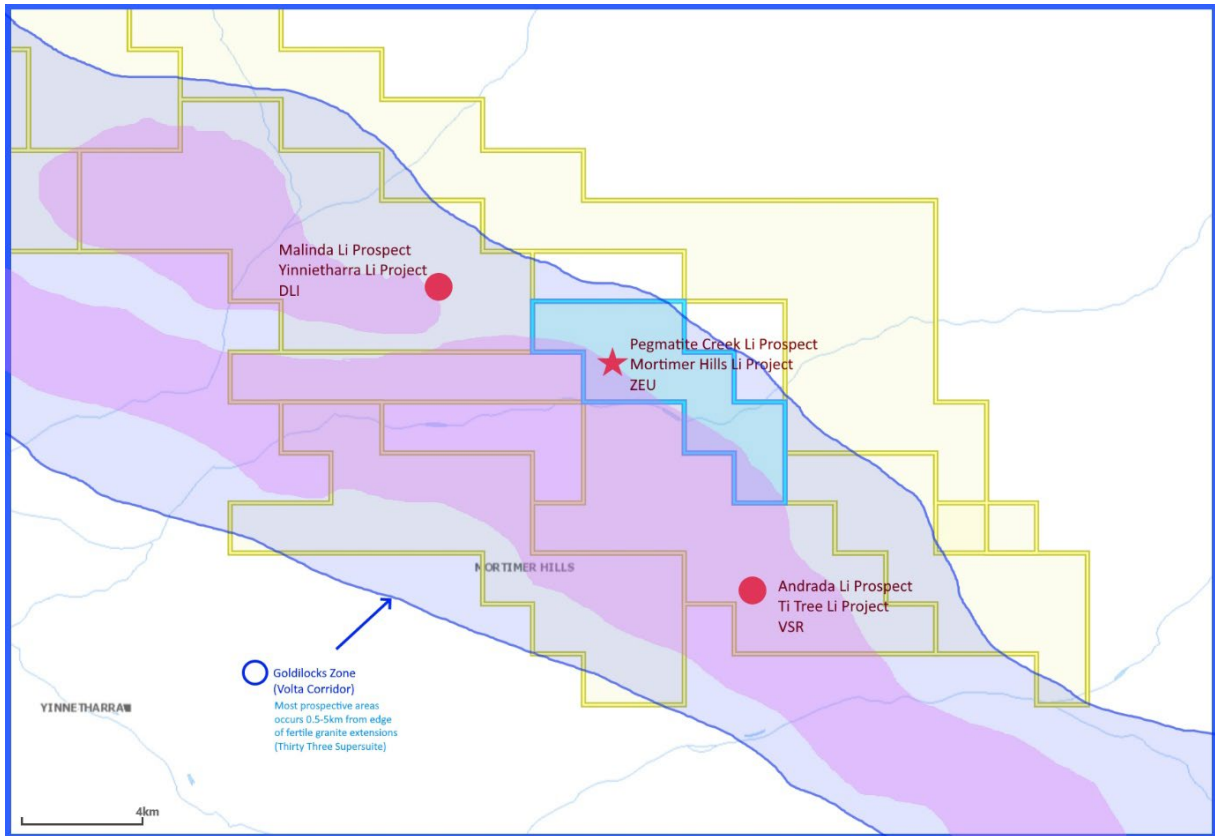 Malinda Li Prospect
Yinnietharra Li Project
DLI
Pegmatite Creek Li Prospect
Mortimer Hills Li Project
ZEU
MORTIMER HILLS
Andrada Li Prospect
Ti Tree Li Project
VSR
Goldilocks Zone
(Volta Corridor)
Most prospective areas
occurs 0.5-5km from edge
of fertile granite extensions
(Thirty Three Supersuite)
YINNETHARRA
4km